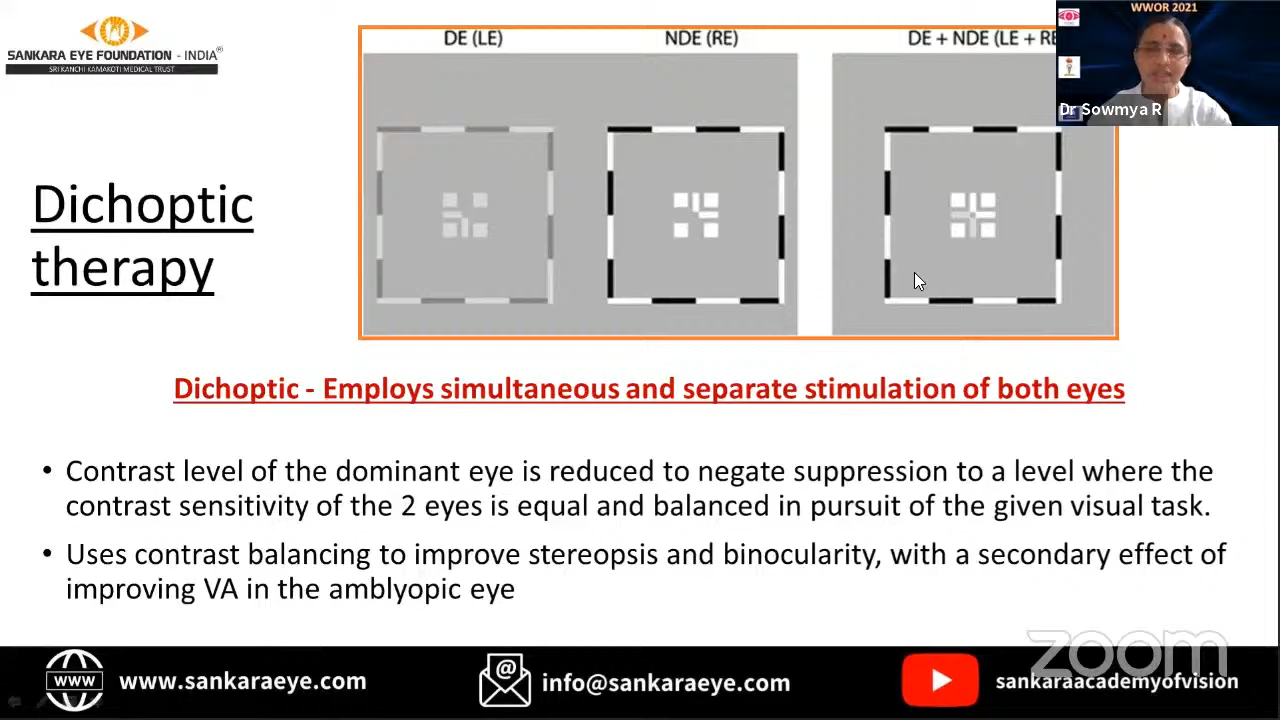 SANKARA EYE FOUNDATION - INDIA®
SRI KANCHI KAMAKOTI MEDICAL TRUST
DE (LE)
NDE (RE)
DE + NDE (LE + RE
WWOR 2021
Dr Sowmya R
Dichoptic
therapy
Dichoptic - Employs simultaneous and separate stimulation of both eyes
• Contrast level of the dominant eye is reduced to negate suppression to a level where the
contrast sensitivity of the 2 eyes is equal and balanced in pursuit of the given visual task.
• Uses contrast balancing to improve stereopsis and binocularity, with a secondary effect of
improving VA in the amblyopic eye
zoom
WWW
www.sankaraeye.com
@
info@sankaraeye.com
sankaraacademyofvision